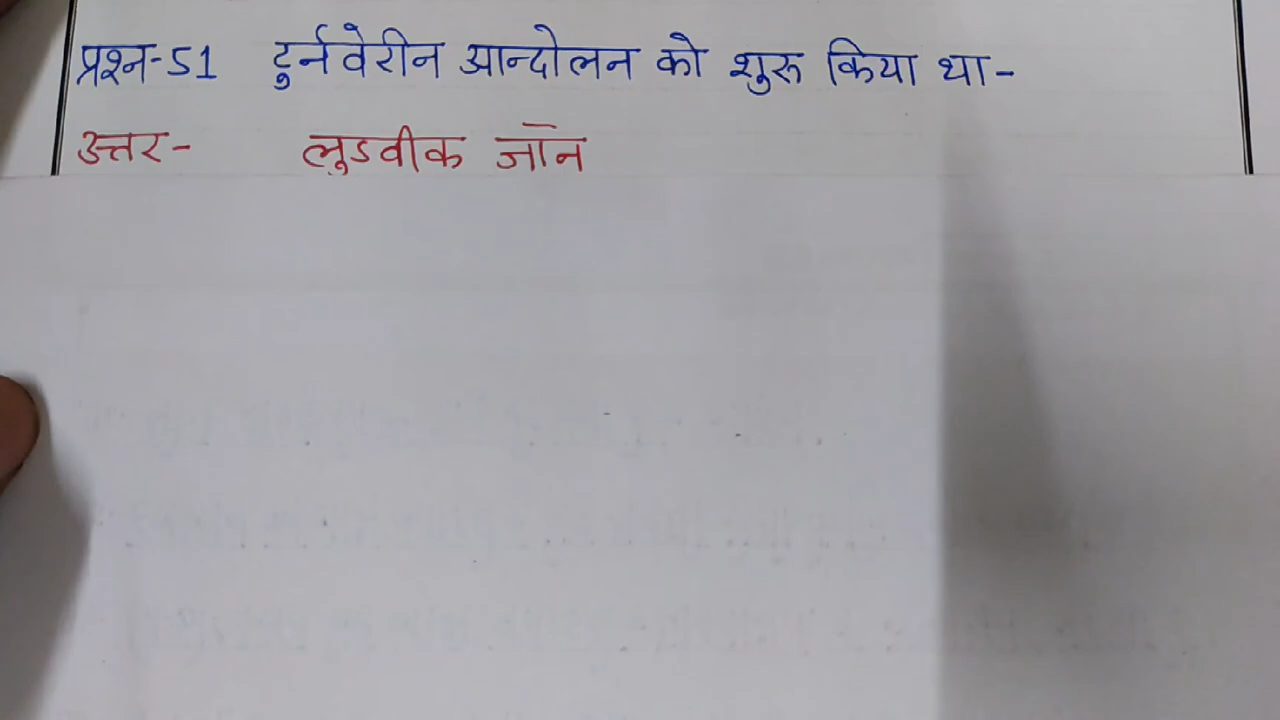 प्रश्न-51 टुर्नवेरीन आन्दोलन को शुरू किया था-
उत्तर- लूडवीक जॉन